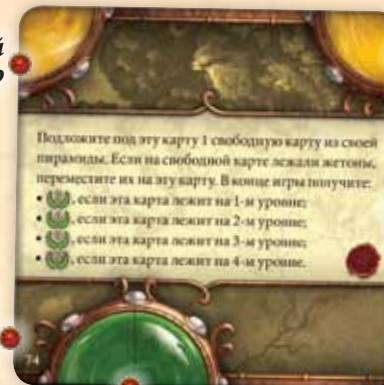 й
Подложите под эту карту 1 свободную карту из своей
пирамиды. Если на свободной карте лежали жетоны,
переместите их на эту карту. В конце игры получите:
• , если эта карта лежит на 1-м уровне;
• , если эта карта лежит на 2-м уровне;
• , если эта карта лежит на 3-м уровне;
• , если эта карта лежит на 4-м уровне.
74